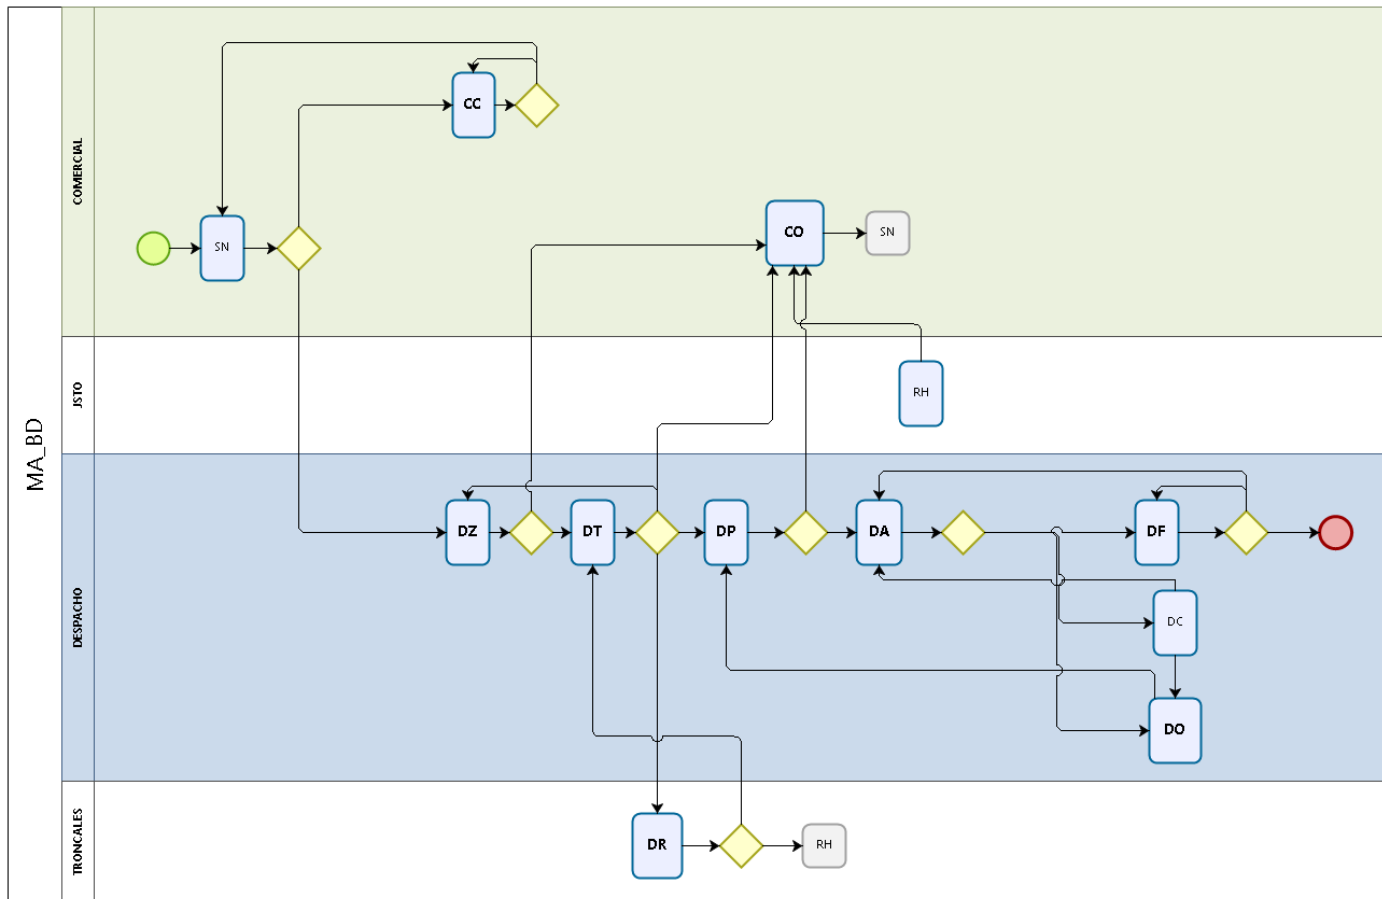 MA_BD
COMERCIAL
CC
SN
CO
SN
JSTO
RH
DESPACHO
DZ
DT
DP
DA
DF
DC
DO
TRONCALES
DR
RH